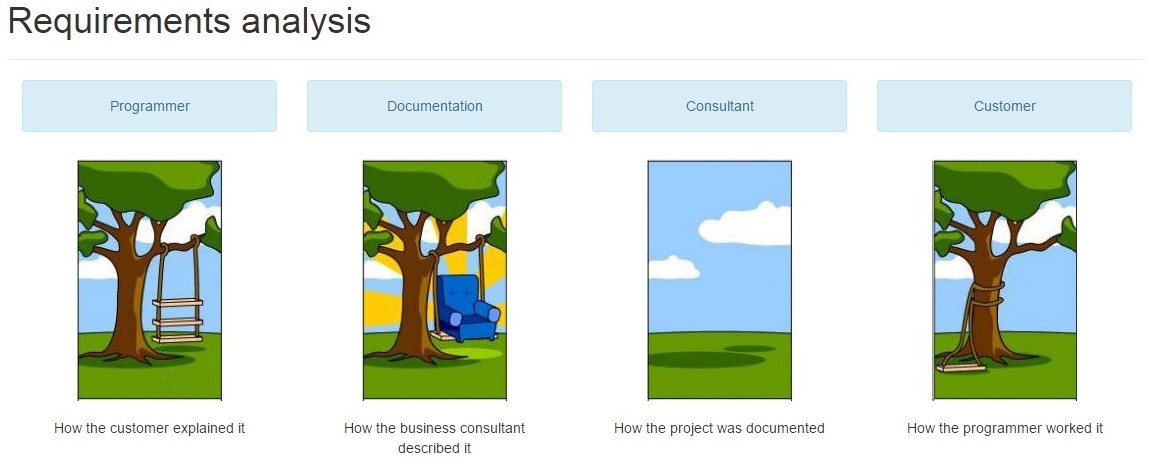 Requirements analysis
Programmer
Documentation
Consultant
Customer
How the customer explained it
How the business consultant
described it
How the project was documented
How the programmer worked it